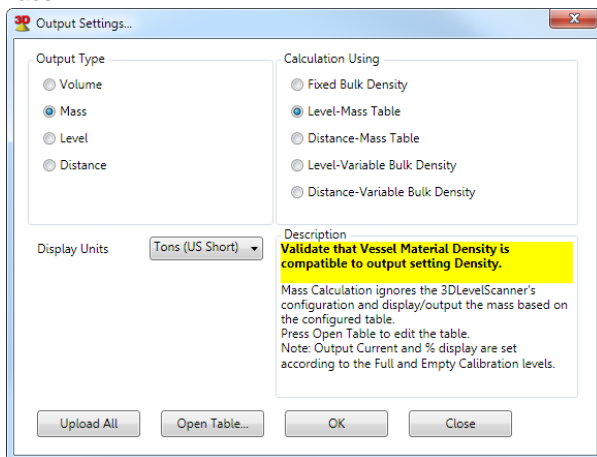 3D Output Settings...
x
Output Type
Volume
Mass
Level
Distance
Calculation Using
Fixed Bulk Density
Level-Mass Table
Distance-Mass Table
Level-Variable Bulk Density
Distance-Variable Bulk Density
Display Units
Tons (US Short)
Description
Validate that Vessel Material Density is
compatible to output setting Density.
Mass Calculation ignores the 3DLevelScanner's
configuration and display/output the mass based on
the configured table.
Press Open Table to edit the table.
Note: Output Current and % display are set
according to the Full and Empty Calibration levels.
Upload All
Open Table...
OK
Close